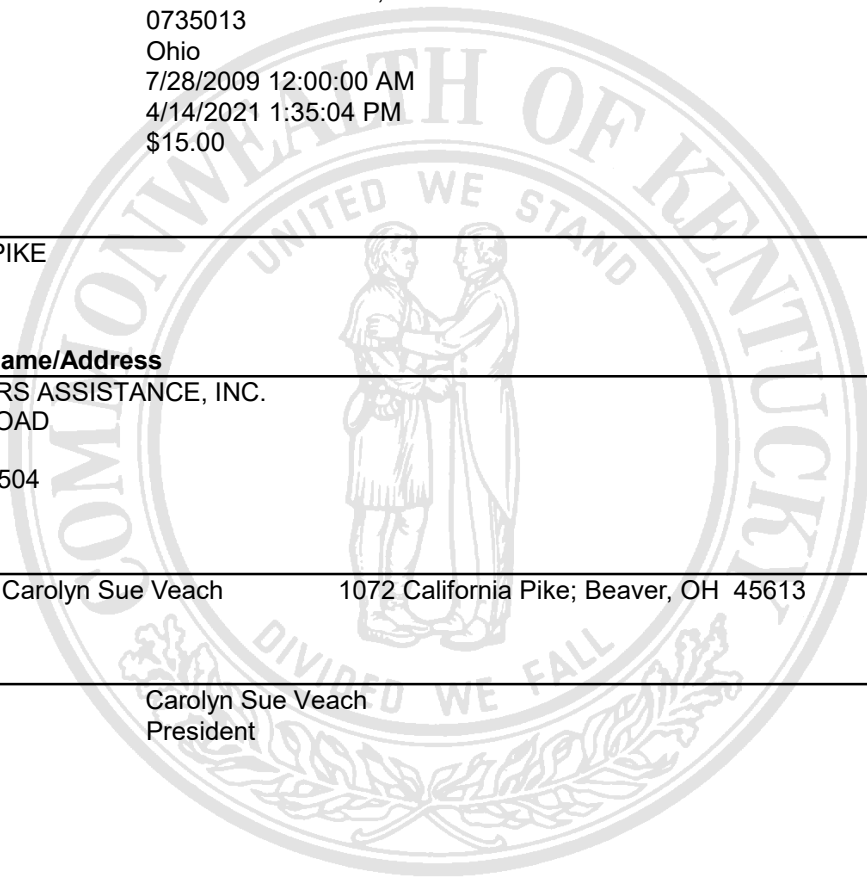 0735013
Ohio
7/28/2009 12:00:00 AM
4/14/2021 1:35:04 PM
$15.00
PIKE
ame/Address
RS ASSISTANCE, INC.
OAD
504
Carolyn Sue Veach 1072 California Pike; Beaver, OH 45613
Carolyn Sue Veach
President
COMMONWEALTH OF KENTUCKY
UNITED WE STAND
DIVIDED WE FALL